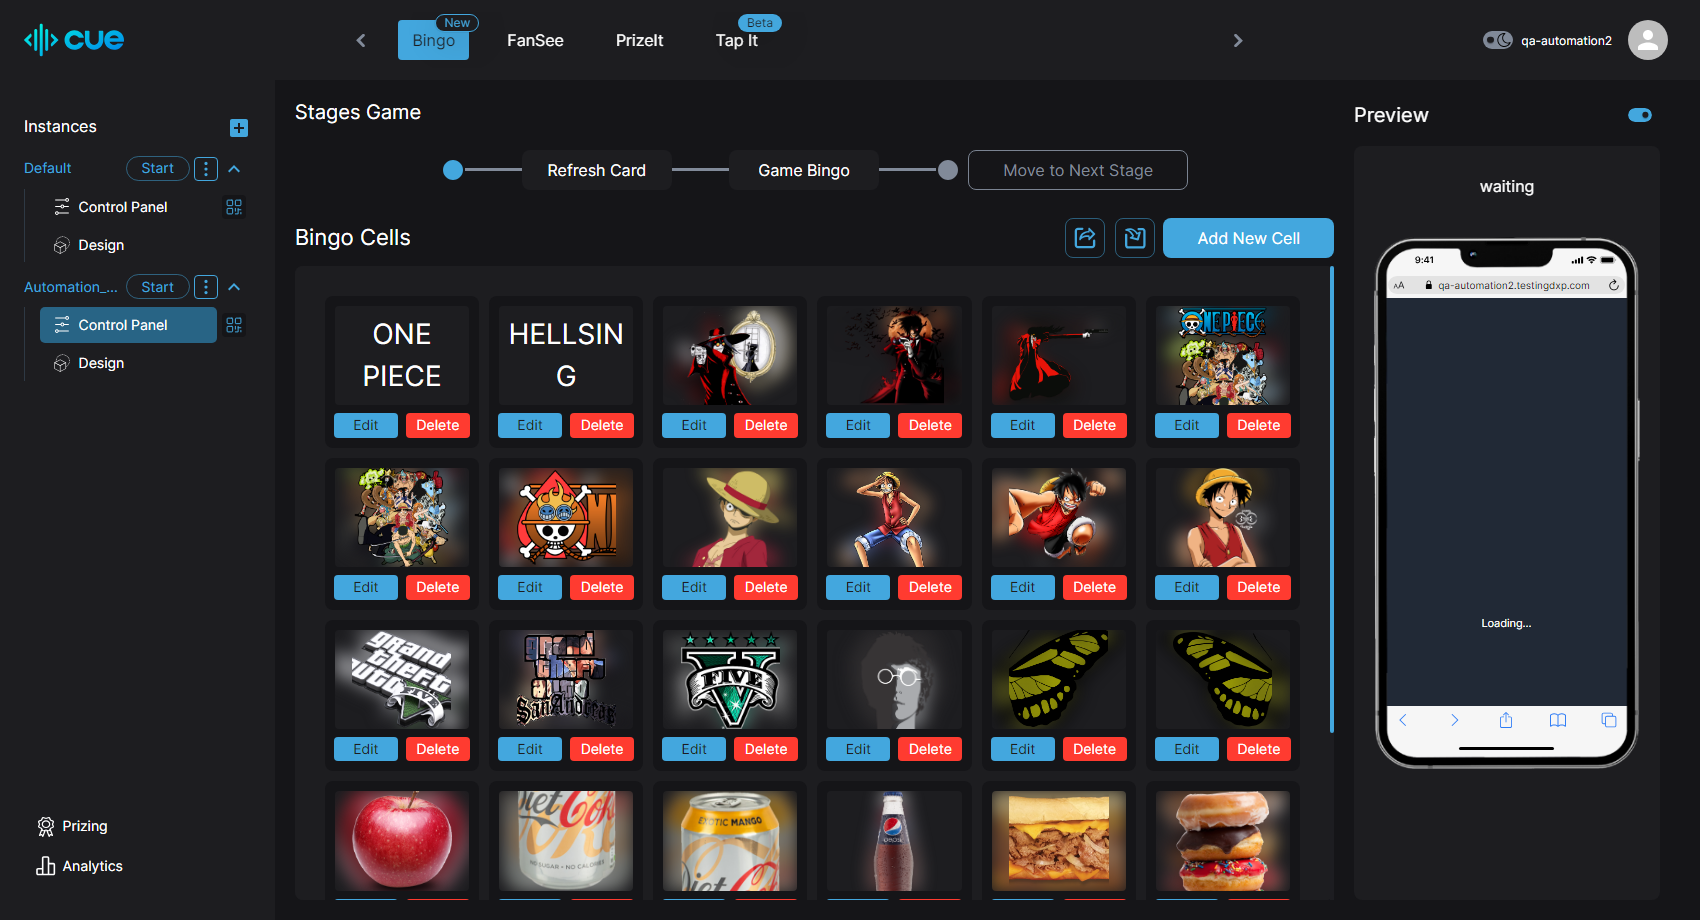 cue
New
Bingo
FanSee
PrizeIt
Beta
Tap It
qa-automation2
Instances
Default
Start
Control Panel
Design
Automation_...
Start
Control Panel
Design
Prizing
Analytics
Stages Game
Refresh Card
Game Bingo
Move to Next Stage
Bingo Cells
Add New Cell
ONE
PIECE
HELLSIN
G
ONE PIECE
Edit Delete
Edit Delete
Edit Delete
Edit Delete
Edit Delete
Edit Delete
Edit Delete
Edit Delete
Edit Delete
Edit Delete
Edit Delete
Edit Delete
grand
theft
auto
FIVE
grand
theft
auto
San Andreas
V
FIVE
Edit Delete
Edit Delete
Edit Delete
Edit Delete
Edit Delete
Edit Delete
Diet Coke
NO SUGAR • NO CALORIES
EXOTIC MANGO
Diet Coke
pepsi
Preview
waiting
9:41
AA
qa-automation2.testingdxp.com
Loading...